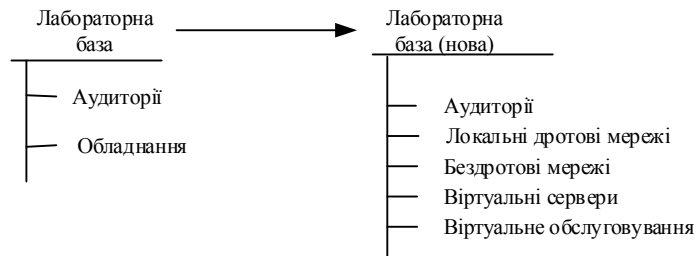 Лабораторна
база
Аудиторії
Обладнання
Лабораторна
база (нова)
Аудиторії
Локальні дротові мережі
Бездротові мережі
Віртуальні сервери
Віртуальне обслуговування